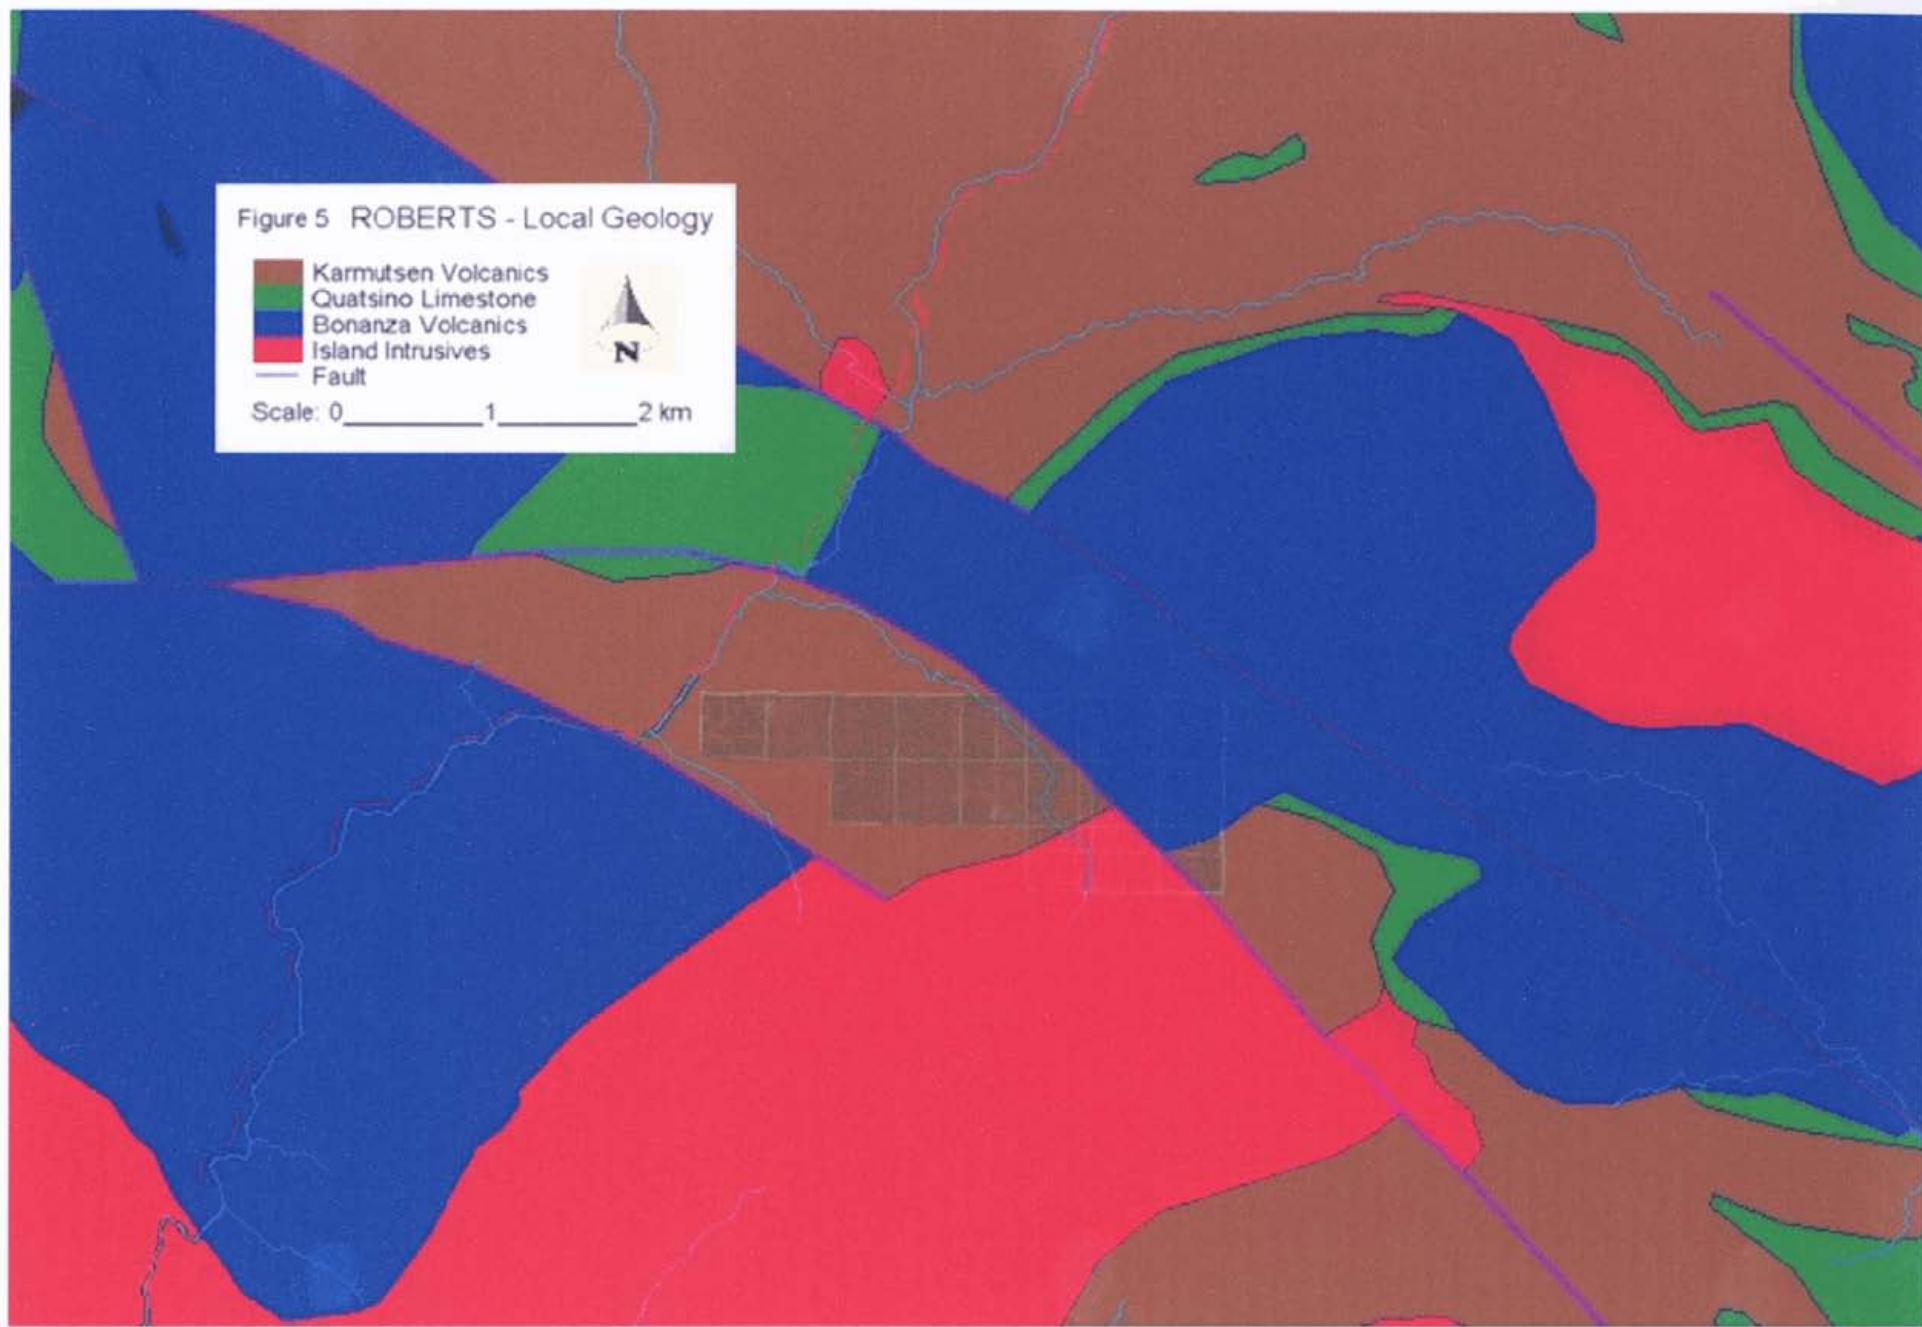 Figure 5 ROBERTS - Local Geology
Karmutsen Volcanics
Quatsino Limestone
Bonanza Volcanics
Island Intrusives
Fault
N
Scale: 0 1 2 km